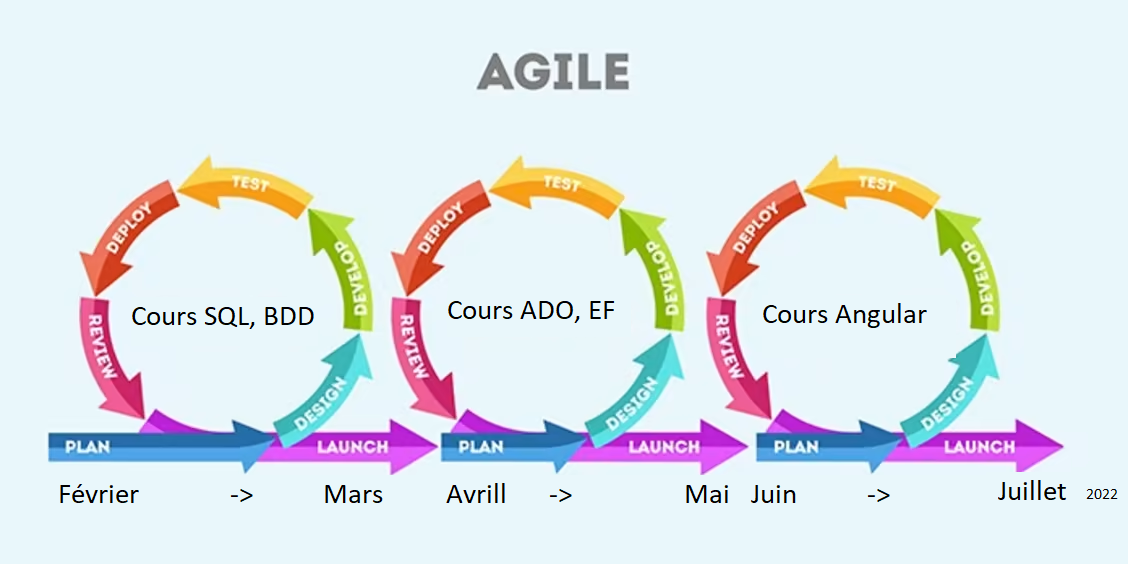 AGILE
TEST
DEPLOY
DEVELOP
Cours SQL, BDD
REVIEW
DESIGN
PLAN
LAUNCH
Février -> Mars
TEST
DEPLOY
DEVELOP
Cours ADO, EF
REVIEW
DESIGN
PLAN
LAUNCH
Avrill -> Mai
TEST
DEPLOY
DEVELOP
Cours Angular
REVIEW
DESIGN
PLAN
LAUNCH
Juin -> Juillet 2022